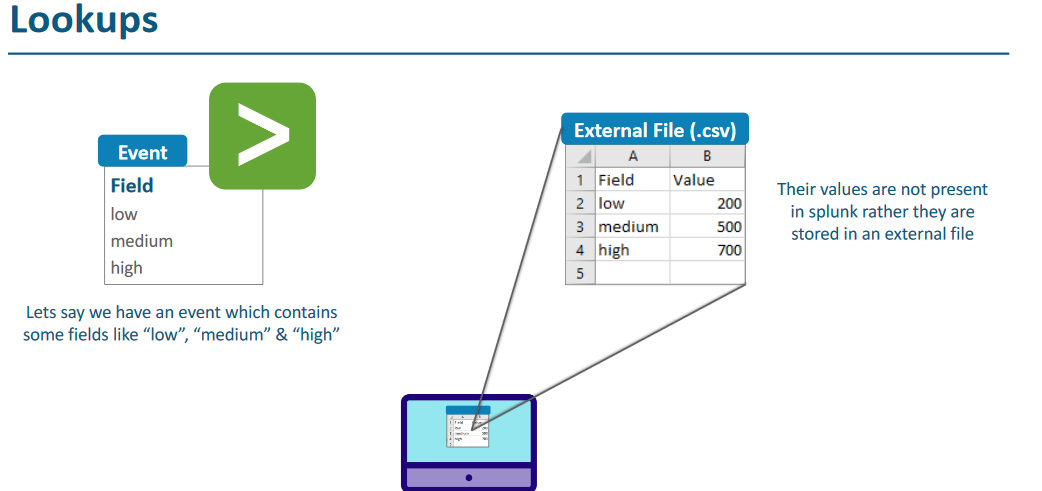 Lookups
Event
Field
low
medium
high
Lets say we have an event which contains
some fields like “low”, “medium” & “high”
External File (.csv)
A B
1 Field Value
2 low 200
3 medium 500
4 high 700
5
Their values are not present
in splunk rather they are
stored in an external file